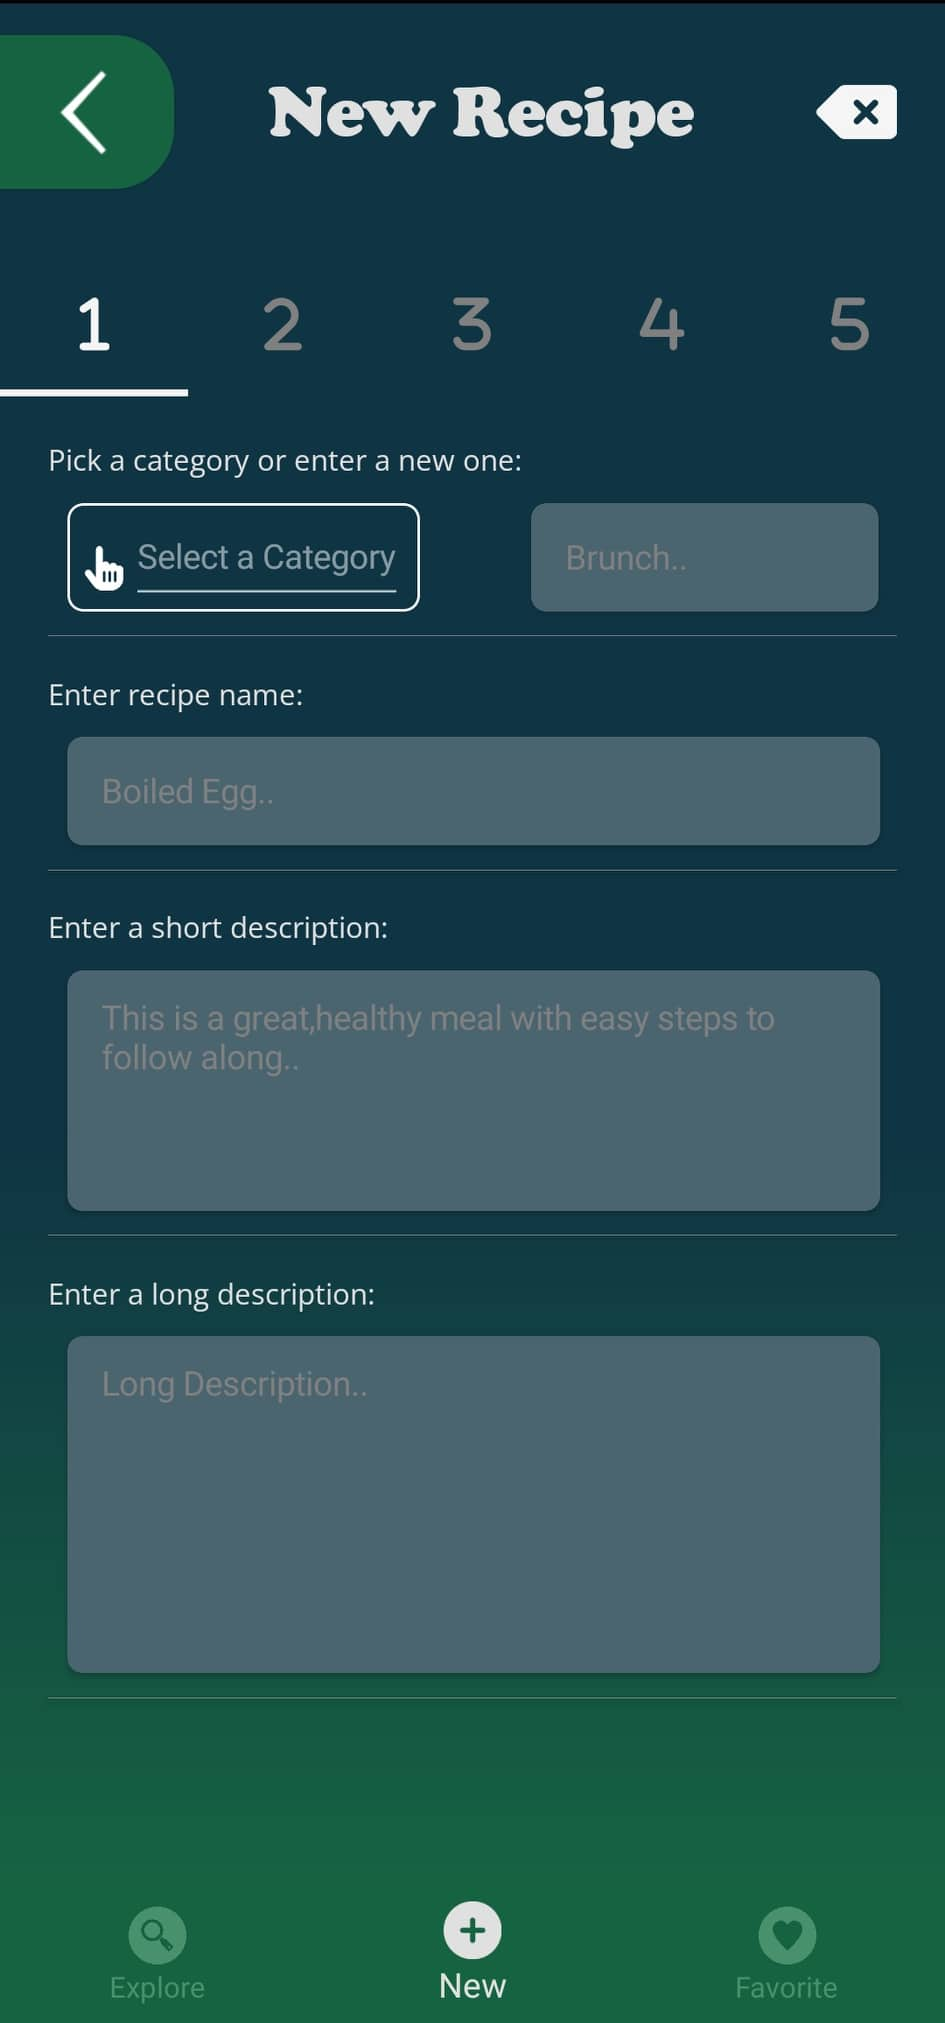 New Recipe
1 2 3 4 5
Pick a category or enter a new one:
Select a Category
Brunch..
Enter recipe name:
Boiled Egg..
Enter a short description:
This is a great,healthy meal with easy steps to
follow along..
Enter a long description:
Long Description..
Explore
New
Favorite